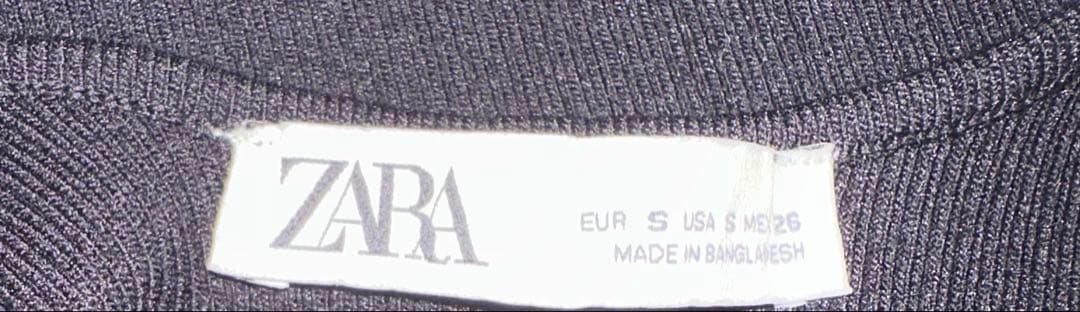 ZARA
EUR S USA S MEX 26
MADE IN BANGLADESH